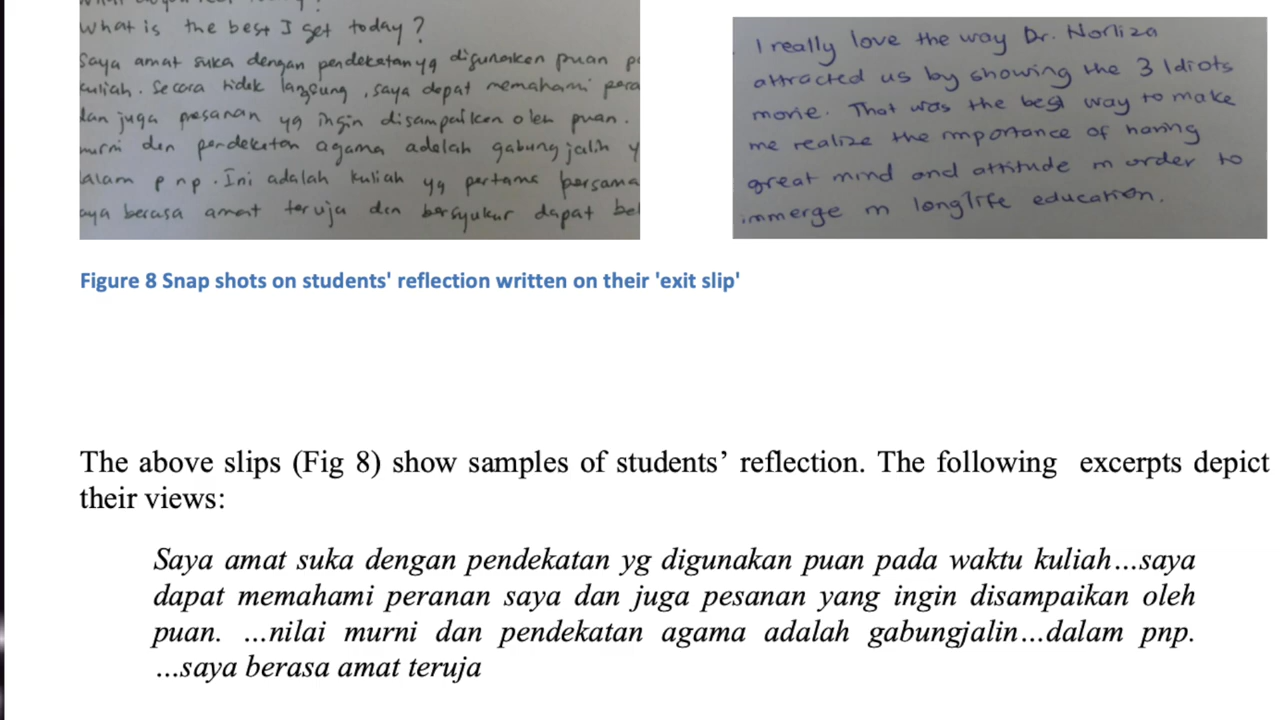 What is the best I get today?
Saya amat suka dengan pendekatan yg digunakan puan
kuliah. Secara tidak langsung, saya dapat memahami pera
dan juga pesanan yg ingin disampaikan oleh puan.
murni dan pendekatan agama adalah gabung jalin y
alam pnp. Ini adalah kuliah yg pertama bersama
aya berasa amat teruja dan bersyukur dapat bel
I really love the way Dr. Norliza
attracted us by showing the 3 Idiots
movie. That was the best way to make
me realize the importance of having
great mind and attitude in order to
immerge in longlife education.
Figure 8 Snap shots on students' reflection written on their 'exit slip'
The above slips (Fig 8) show samples of students’ reflection. The following excerpts depict
their views:
Saya amat suka dengan pendekatan yg digunakan puan pada waktu kuliah...saya
dapat memahami peranan saya dan juga pesanan yang ingin disampaikan oleh
puan. ...nilai murni dan pendekatan agama adalah gabungjalin...dalam pnp.
...saya berasa amat teruja